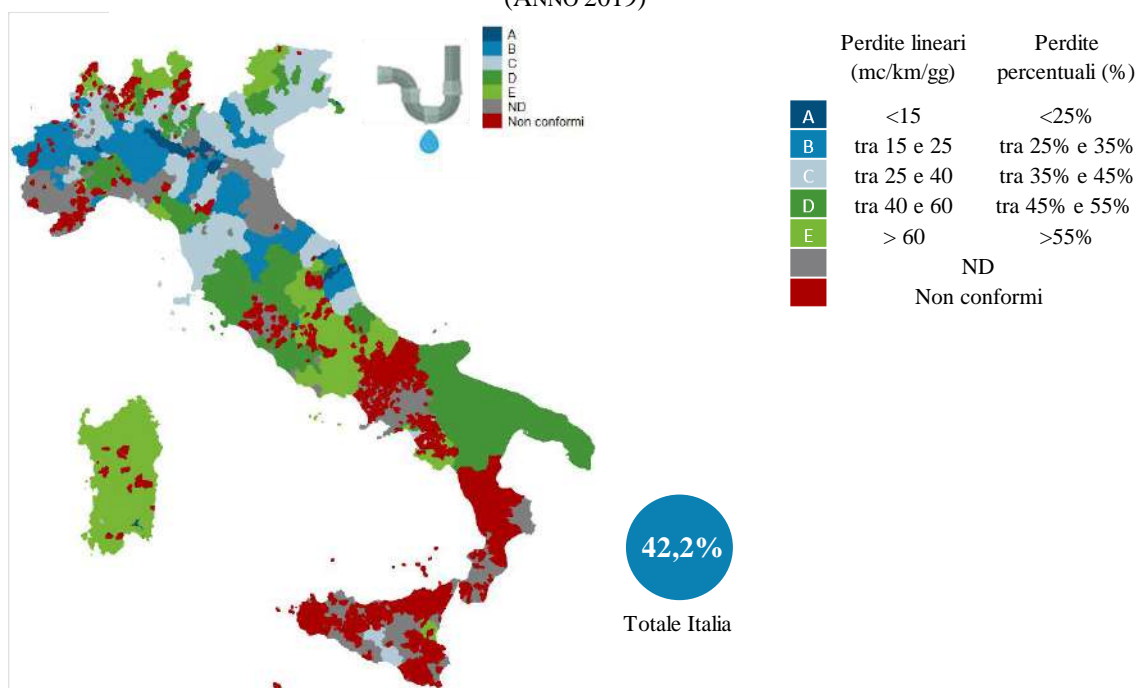 (ANNO 2019)
A
B
C
D
E
ND
Non conformi
Perdite lineari Perdite
(mc/km/gg) percentuali (%)
A <15 <25%
B tra 15 e 25 tra 25% e 35%
C tra 25 e 40 tra 35% e 45%
D tra 40 e 60 tra 45% e 55%
E > 60 >55%
ND
Non conformi
42,2%
Totale Italia